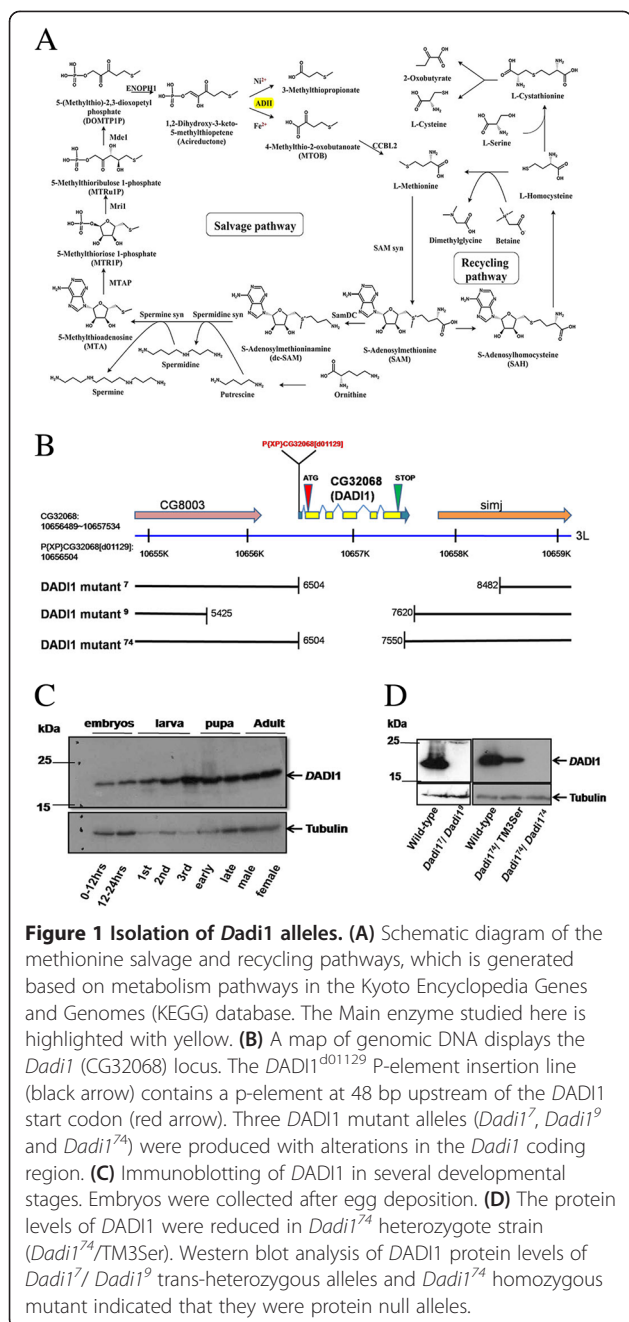 A
5-(Methylthio)-2,3-dioxopetyl
phosphate
(DOMTP1P)
ENOPH1
1,2-Dihydroxy-3-keto-
5-methylthiopetene
(Acireductone)
Ni2+
ADI1
Fe2+
3-Methylthiopropionate
4-Methylthio-2-oxobutanoate
(MTOB)
CCBL2
2-Oxobutyrate
L-Cysteine
L-Cystathionine
L-Serine
L-Methionine
L-Homocysteine
Mde1
5-Methylthioribulose 1-phosphate
(MTRu1P)
Mri1
5-Methylthioriose 1-phosphate
(MTR1P)
MTAP
5-Methylthioadenosine
(MTA)
Salvage pathway
SAM syn
Dimethylglycine
Betaine
Recycling
pathway
Spermine syn
Spermidine syn
SamDC
S-Adenosylmethioninamine
(de-SAM)
S-Adenosylmethionine
(SAM)
S-Adenosylhomocysteine
(SAH)
Spermine
Spermidine
Putrescine
Ornithine
B
P{XP}CG32068[d01129]
ATG
CG32068
(DADI1)
STOP
CG8003
simj
CG32068:
10656489~10657534
3L
P{XP}CG32068[d01129]:
10656504
10655K 10656K 10657K 10658K 10659K
DADI1 mutant 7 6504 8482
DADI1 mutant 9 5425 7620
DADI1 mutant 74 6504 7550
C
kDa embryos larva pupa Adult
25
DADI1
15
Tubulin
0-12hrs 12-24hrs 1st 2nd 3rd early late male female
D
kDa
25
DADI1
15
Tubulin
Wild-type Dadi17/ Dadi19 Wild-type Dadi174/ TM3Ser Dadi174/ Dadi174
Figure 1 Isolation of Dadi1 alleles. (A) Schematic diagram of the
methionine salvage and recycling pathways, which is generated
based on metabolism pathways in the Kyoto Encyclopedia Genes
and Genomes (KEGG) database. The Main enzyme studied here is
highlighted with yellow. (B) A map of genomic DNA displays the
Dadi1 (CG32068) locus. The DADI1d01129 P-element insertion line
(black arrow) contains a p-element at 48 bp upstream of the DADI1
start codon (red arrow). Three DADI1 mutant alleles (Dadi17, Dadi19
and Dadi174) were produced with alterations in the Dadi1 coding
region. (C) Immunoblotting of DADI1 in several developmental
stages. Embryos were collected after egg deposition. (D) The protein
levels of DADI1 were reduced in Dadi174 heterozygote strain
(Dadi174/TM3Ser). Western blot analysis of DADI1 protein levels of
Dadi17/ Dadi19 trans-heterozygous alleles and Dadi174 homozygous
mutant indicated that they were protein null alleles.